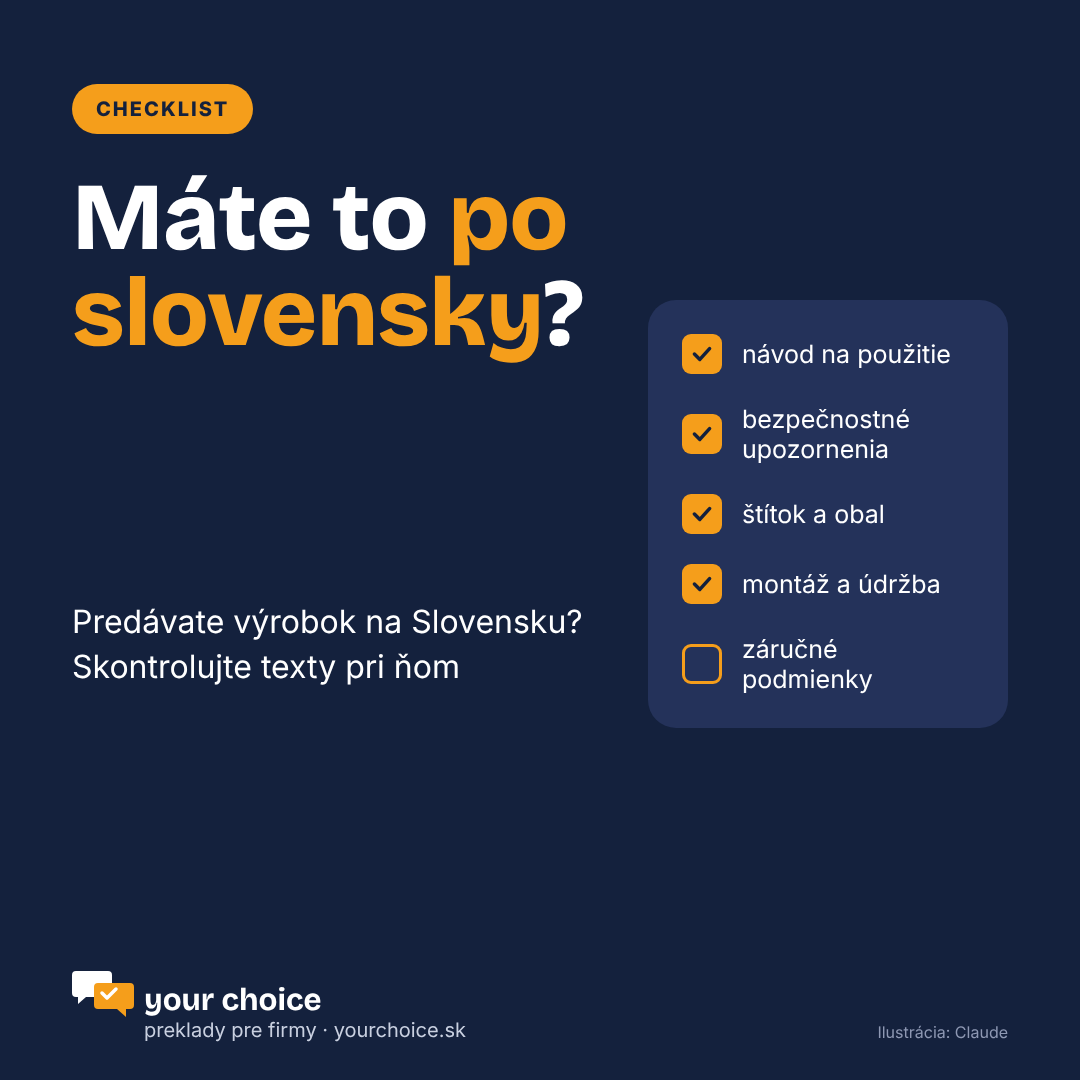 CHECKLIST
Máte to po
slovensky?
návod na použitie
bezpečnostné
upozornenia
štítok a obal
montáž a údržba
záručné
podmienky
Predávate výrobok na Slovensku?
Skontrolujte texty pri ňom
your choice
preklady pre firmy · yourchoice.sk
Ilustrácia: Claude